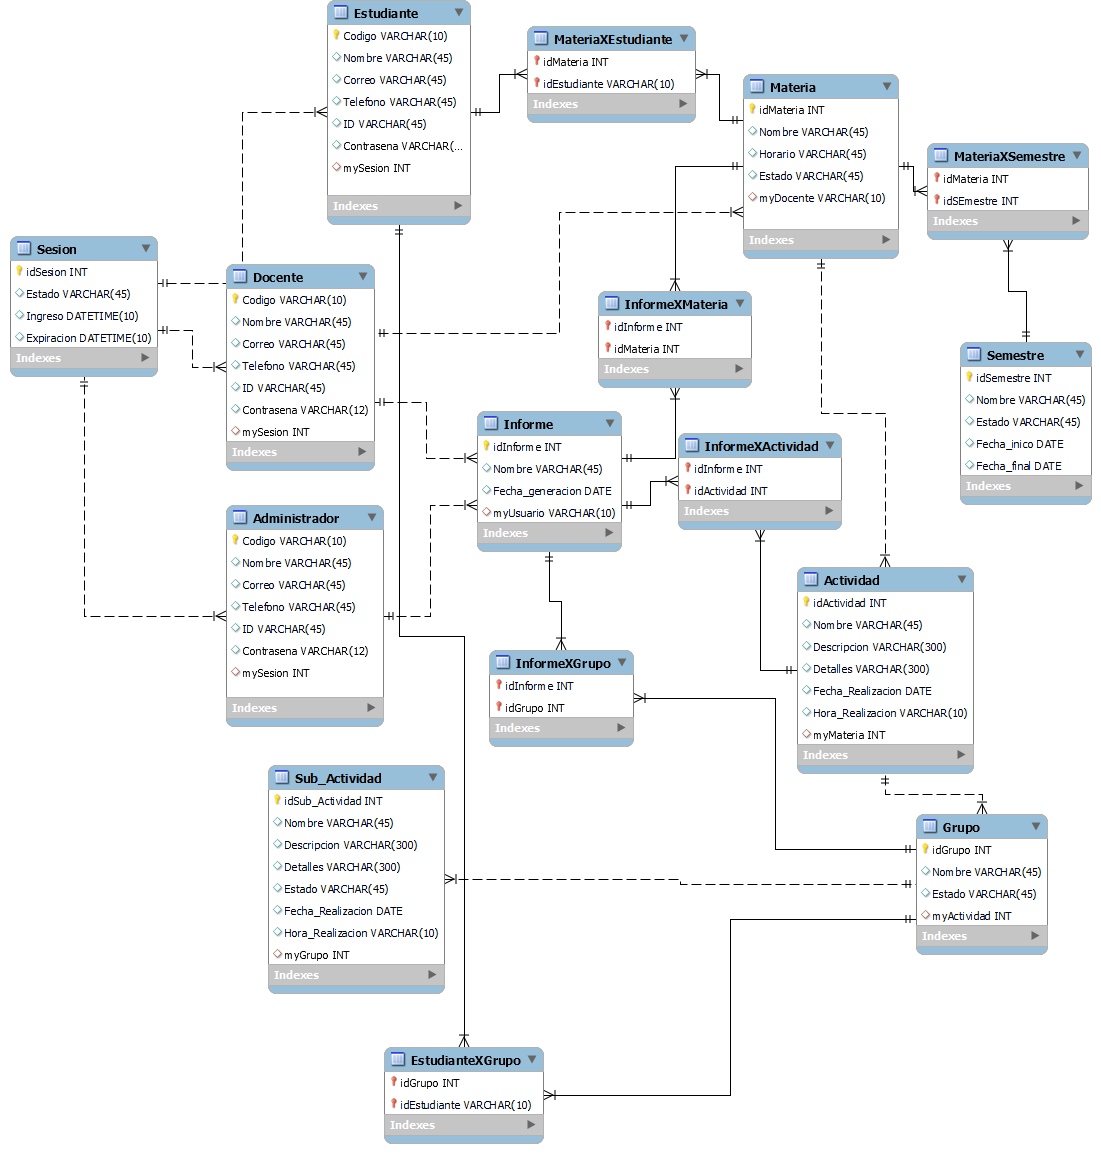 Estudiante
Codigo VARCHAR(10)
Nombre VARCHAR(45)
Correo VARCHAR(45)
Telefono VARCHAR(45)
ID VARCHAR(45)
Contrasena VARCHAR(...
mySesion INT
Indexes
MateriaXEstudiante
idMateria INT
idEstudiante VARCHAR(10)
Indexes
Materia
idMateria INT
Nombre VARCHAR(45)
Horario VARCHAR(45)
Estado VARCHAR(45)
myDocente VARCHAR(10)
Indexes
MateriaXSemestre
idMateria INT
idSEmestre INT
Indexes
Sesion
idSesion INT
Estado VARCHAR(45)
Ingreso DATETIME(10)
Expiracion DATETIME(10)
Indexes
Docente
Codigo VARCHAR(10)
Nombre VARCHAR(45)
Correo VARCHAR(45)
Telefono VARCHAR(45)
ID VARCHAR(45)
Contrasena VARCHAR(12)
mySesion INT
Indexes
InformeXMateria
idInforme INT
idMateria INT
Indexes
Semestre
idSemestre INT
Nombre VARCHAR(45)
Estado VARCHAR(45)
Fecha_inico DATE
Fecha_final DATE
Indexes
Informe
idInforme INT
Nombre VARCHAR(45)
Fecha_generacion DATE
myUsuario VARCHAR(10)
Indexes
InformeXActividad
idInforme INT
idActividad INT
Indexes
Administrador
Codigo VARCHAR(10)
Nombre VARCHAR(45)
Correo VARCHAR(45)
Telefono VARCHAR(45)
ID VARCHAR(45)
Contrasena VARCHAR(12)
mySesion INT
Indexes
Actividad
idActividad INT
Nombre VARCHAR(45)
Descripcion VARCHAR(300)
Detalles VARCHAR(300)
Fecha_Realizacion DATE
Hora_Realizacion VARCHAR(10)
myMateria INT
Indexes
InformeXGrupo
idInforme INT
idGrupo INT
Indexes
Sub_Actividad
idSub_Actividad INT
Nombre VARCHAR(45)
Descripcion VARCHAR(300)
Detalles VARCHAR(300)
Estado VARCHAR(45)
Fecha_Realizacion DATE
Hora_Realizacion VARCHAR(10)
myGrupo INT
Indexes
Grupo
idGrupo INT
Nombre VARCHAR(45)
Estado VARCHAR(45)
myActividad INT
Indexes
EstudianteXGrupo
idGrupo INT
idEstudiante VARCHAR(10)
Indexes